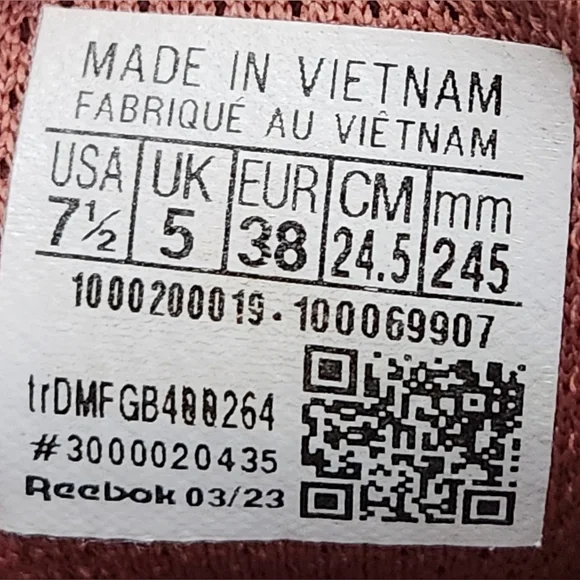 MADE IN VIETNAM
FABRIQUÉ AU VIÊTNAM
USA UK EUR CM mm
7½ 5 38 24.5 245
1000200019 · 100069907
#3000020435
Reebok 03/23